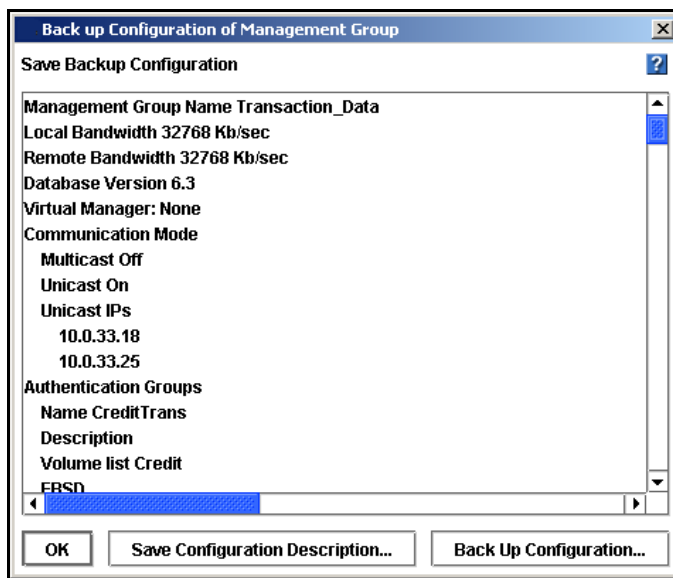 Back up Configuration of Management Group
Save Backup Configuration
?
Management Group Name Transaction_Data
Local Bandwidth 32768 Kb/sec
Remote Bandwidth 32768 Kb/sec
Database Version 6.3
Virtual Manager: None
Communication Mode
Multicast Off
Unicast On
Unicast IPs
10.0.33.18
10.0.33.25
Authentication Groups
Name CreditTrans
Description
Volume list Credit
OK
Save Configuration Description...
Back Up Configuration...